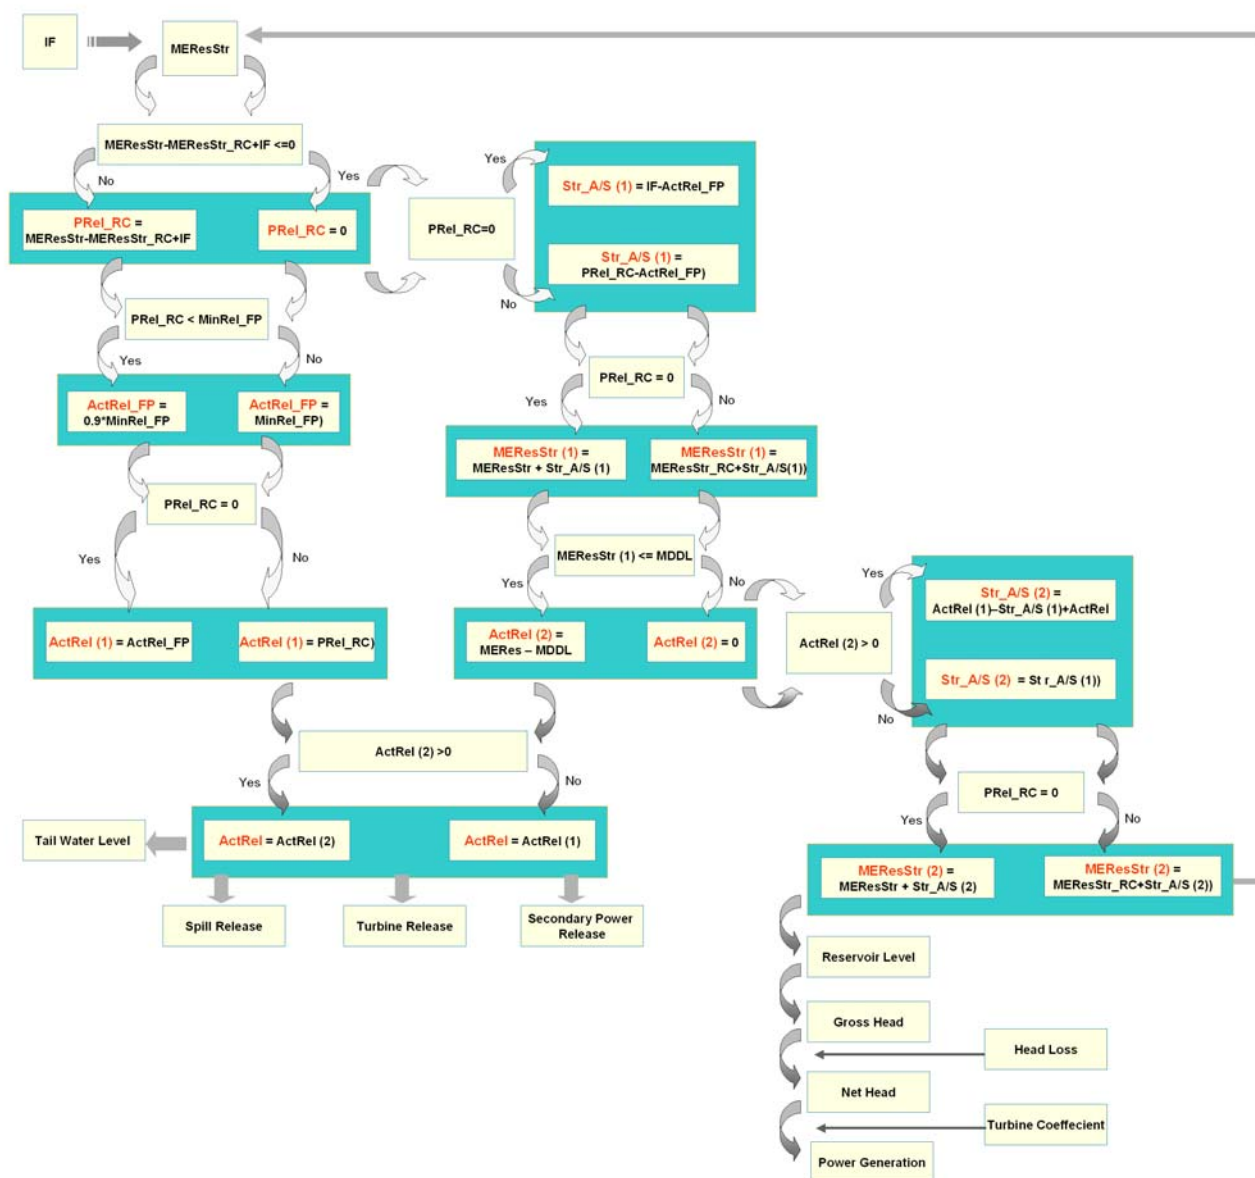 IF
MEResStr
MEResStr-MEResStr_RC+IF <=0
No
Yes
PRel_RC =
MEResStr-MEResStr_RC+IF
PRel_RC = 0
PRel_RC < MinRel_FP
Yes
No
ActRel_FP =
0.9*MinRel_FP
ActRel_FP =
MinRel_FP)
PRel_RC = 0
Yes
No
ActRel (1) = ActRel_FP
ActRel (1) = PRel_RC)
PRel_RC=0
Yes
No
Str_A/S (1) = IF-ActRel_FP
Str_A/S (1) =
PRel_RC-ActRel_FP)
PRel_RC = 0
Yes
No
MEResStr (1) =
MEResStr + Str_A/S (1)
MEResStr (1) =
MEResStr_RC+Str_A/S(1))
MEResStr (1) <= MDDL
Yes
No
ActRel (2) =
MERes – MDDL
ActRel (2) = 0
ActRel (2) >0
Yes
No
ActRel = ActRel (2)
ActRel = ActRel (1)
Tail Water Level
Spill Release
Turbine Release
Secondary Power
Release
ActRel (2) > 0
Yes
No
Str_A/S (2) =
ActRel (1)–Str_A/S (1)+ActRel
Str_A/S (2) = St r_A/S (1))
PRel_RC = 0
Yes
No
MEResStr (2) =
MEResStr + Str_A/S (2)
MEResStr (2) =
MEResStr_RC+Str_A/S (2))
Reservoir Level
Gross Head
Head Loss
Net Head
Turbine Coeffecient
Power Generation